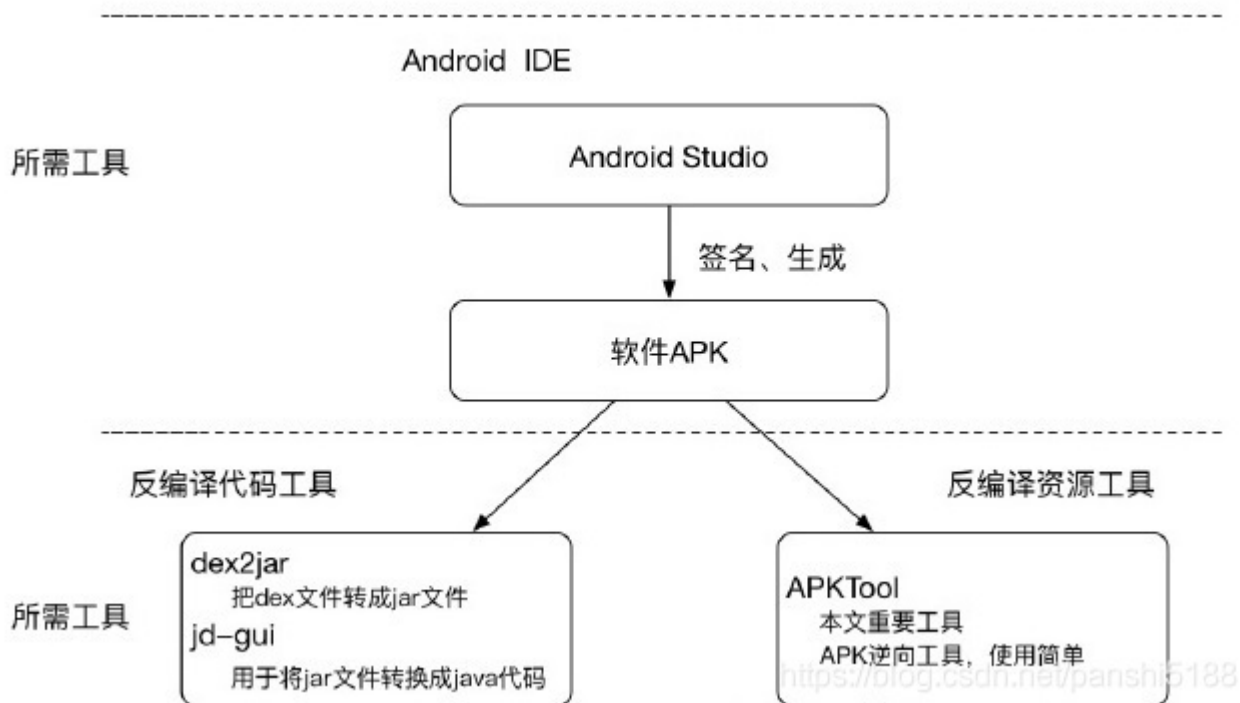 Android IDE
所需工具
Android Studio
签名、生成
软件APK
反编译代码工具
反编译资源工具
所需工具
dex2jar
把dex文件转成jar文件
jd-gui
用于将jar文件转换成java代码
APKTool
本文重要工具
APK逆向工具，使用简单
https://blog.csdn.net/panshi5188